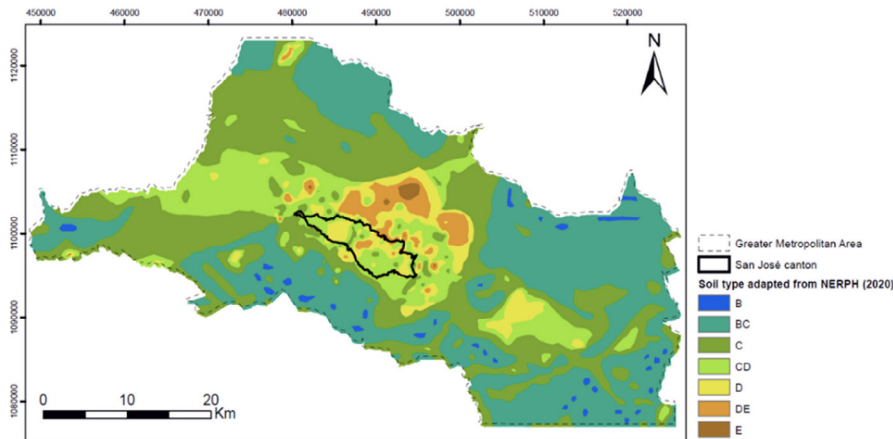 450000 460000 470000 480000 490000 500000 510000 520000
N
1120000
1110000
1100000
1090000
1080000
0 5 10 20
Km
Greater Metropolitan Area
San José canton
Soil type adapted from NERPH (2020)
B
BC
C
CD
D
DE
E